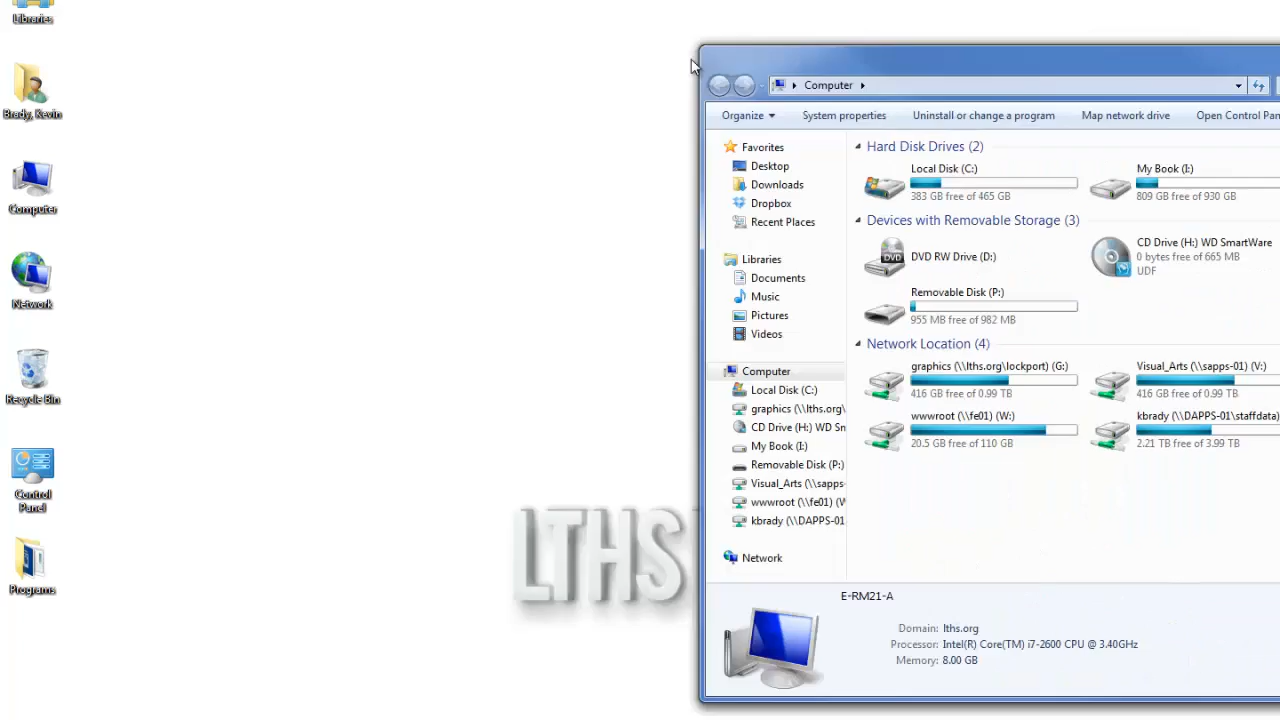 Libraries
Brady, Kevin
Computer
Network
Recycle Bin
Control
Panel
Programs
LTHS
Computer
Organize
System properties
Uninstall or change a program
Map network drive
Open Control Pan
Favorites
Desktop
Downloads
Dropbox
Recent Places
Libraries
Documents
Music
Pictures
Videos
Computer
Local Disk (C:)
graphics (\\lths.org\
CD Drive (H:) WD Sm
My Book (I:)
Removable Disk (P:)
Visual_Arts (\\sapps-
wwwroot (\\fe01) (W
kbrady (\\DAPPS-01
Network
Hard Disk Drives (2)
Local Disk (C:)
383 GB free of 465 GB
My Book (I:)
809 GB free of 930 GB
Devices with Removable Storage (3)
DVD
DVD RW Drive (D:)
CD Drive (H:) WD SmartWare
0 bytes free of 665 MB
UDF
Removable Disk (P:)
955 MB free of 982 MB
Network Location (4)
graphics (\\lths.org\lockport) (G:)
416 GB free of 0.99 TB
Visual_Arts (\\sapps-01) (V:)
416 GB free of 0.99 TB
wwwroot (\\fe01) (W:)
20.5 GB free of 110 GB
kbrady (\\DAPPS-01\staffdata)
2.21 TB free of 3.99 TB
E-RM21-A
Domain: lths.org
Processor: Intel(R) Core(TM) i7-2600 CPU @ 3.40GHz
Memory: 8.00 GB